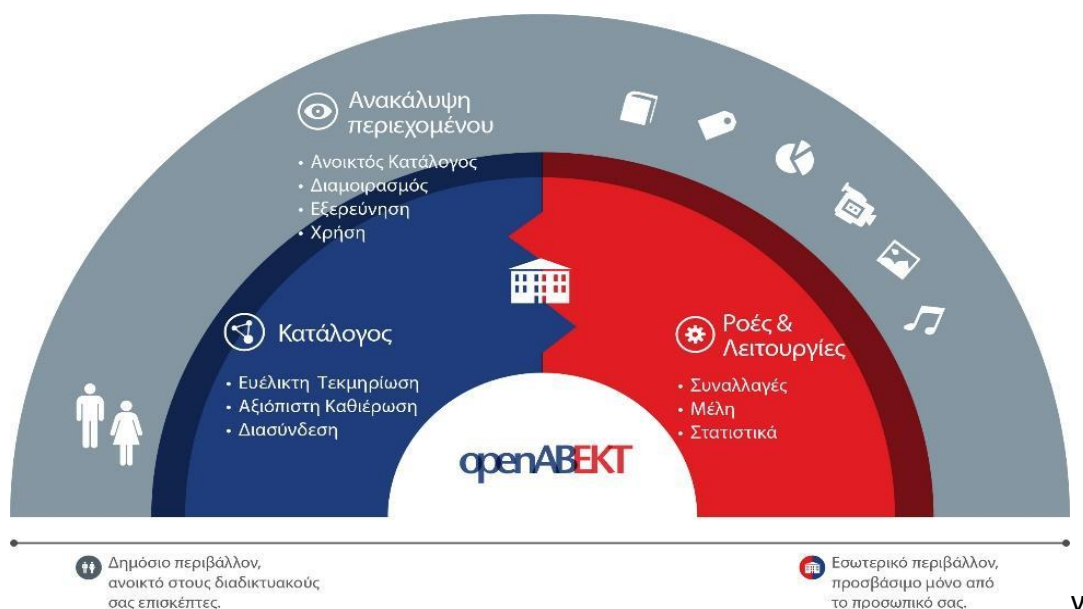 Ανακάλυψη
περιεχομένου
• Ανοικτός Κατάλογος
• Διαμοιρασμός
• Εξερεύνηση
• Χρήση
Κατάλογος
• Ευέλικτη Τεκμηρίωση
• Αξιόπιστη Καθιέρωση
• Διασύνδεση
Ροές &
Λειτουργίες
• Συναλλαγές
• Μέλη
• Στατιστικά
openABEKT
Δημόσιο περιβάλλον,
ανοικτό στους διαδικτυακούς
σας επισκέπτες.
Εσωτερικό περιβάλλον,
προσβάσιμο μόνο από
το προσωπικό σας.